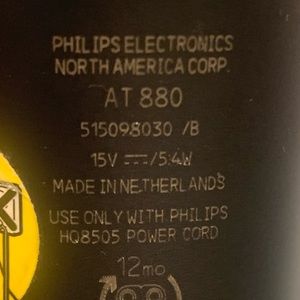 PHILIPS ELECTRONICS
NORTH AMERICA CORP.
AT 880
515098030 /B
15V ⎓ /5.4W
MADE IN NETHERLANDS
USE ONLY WITH PHILIPS
HQ8505 POWER CORD
12mo